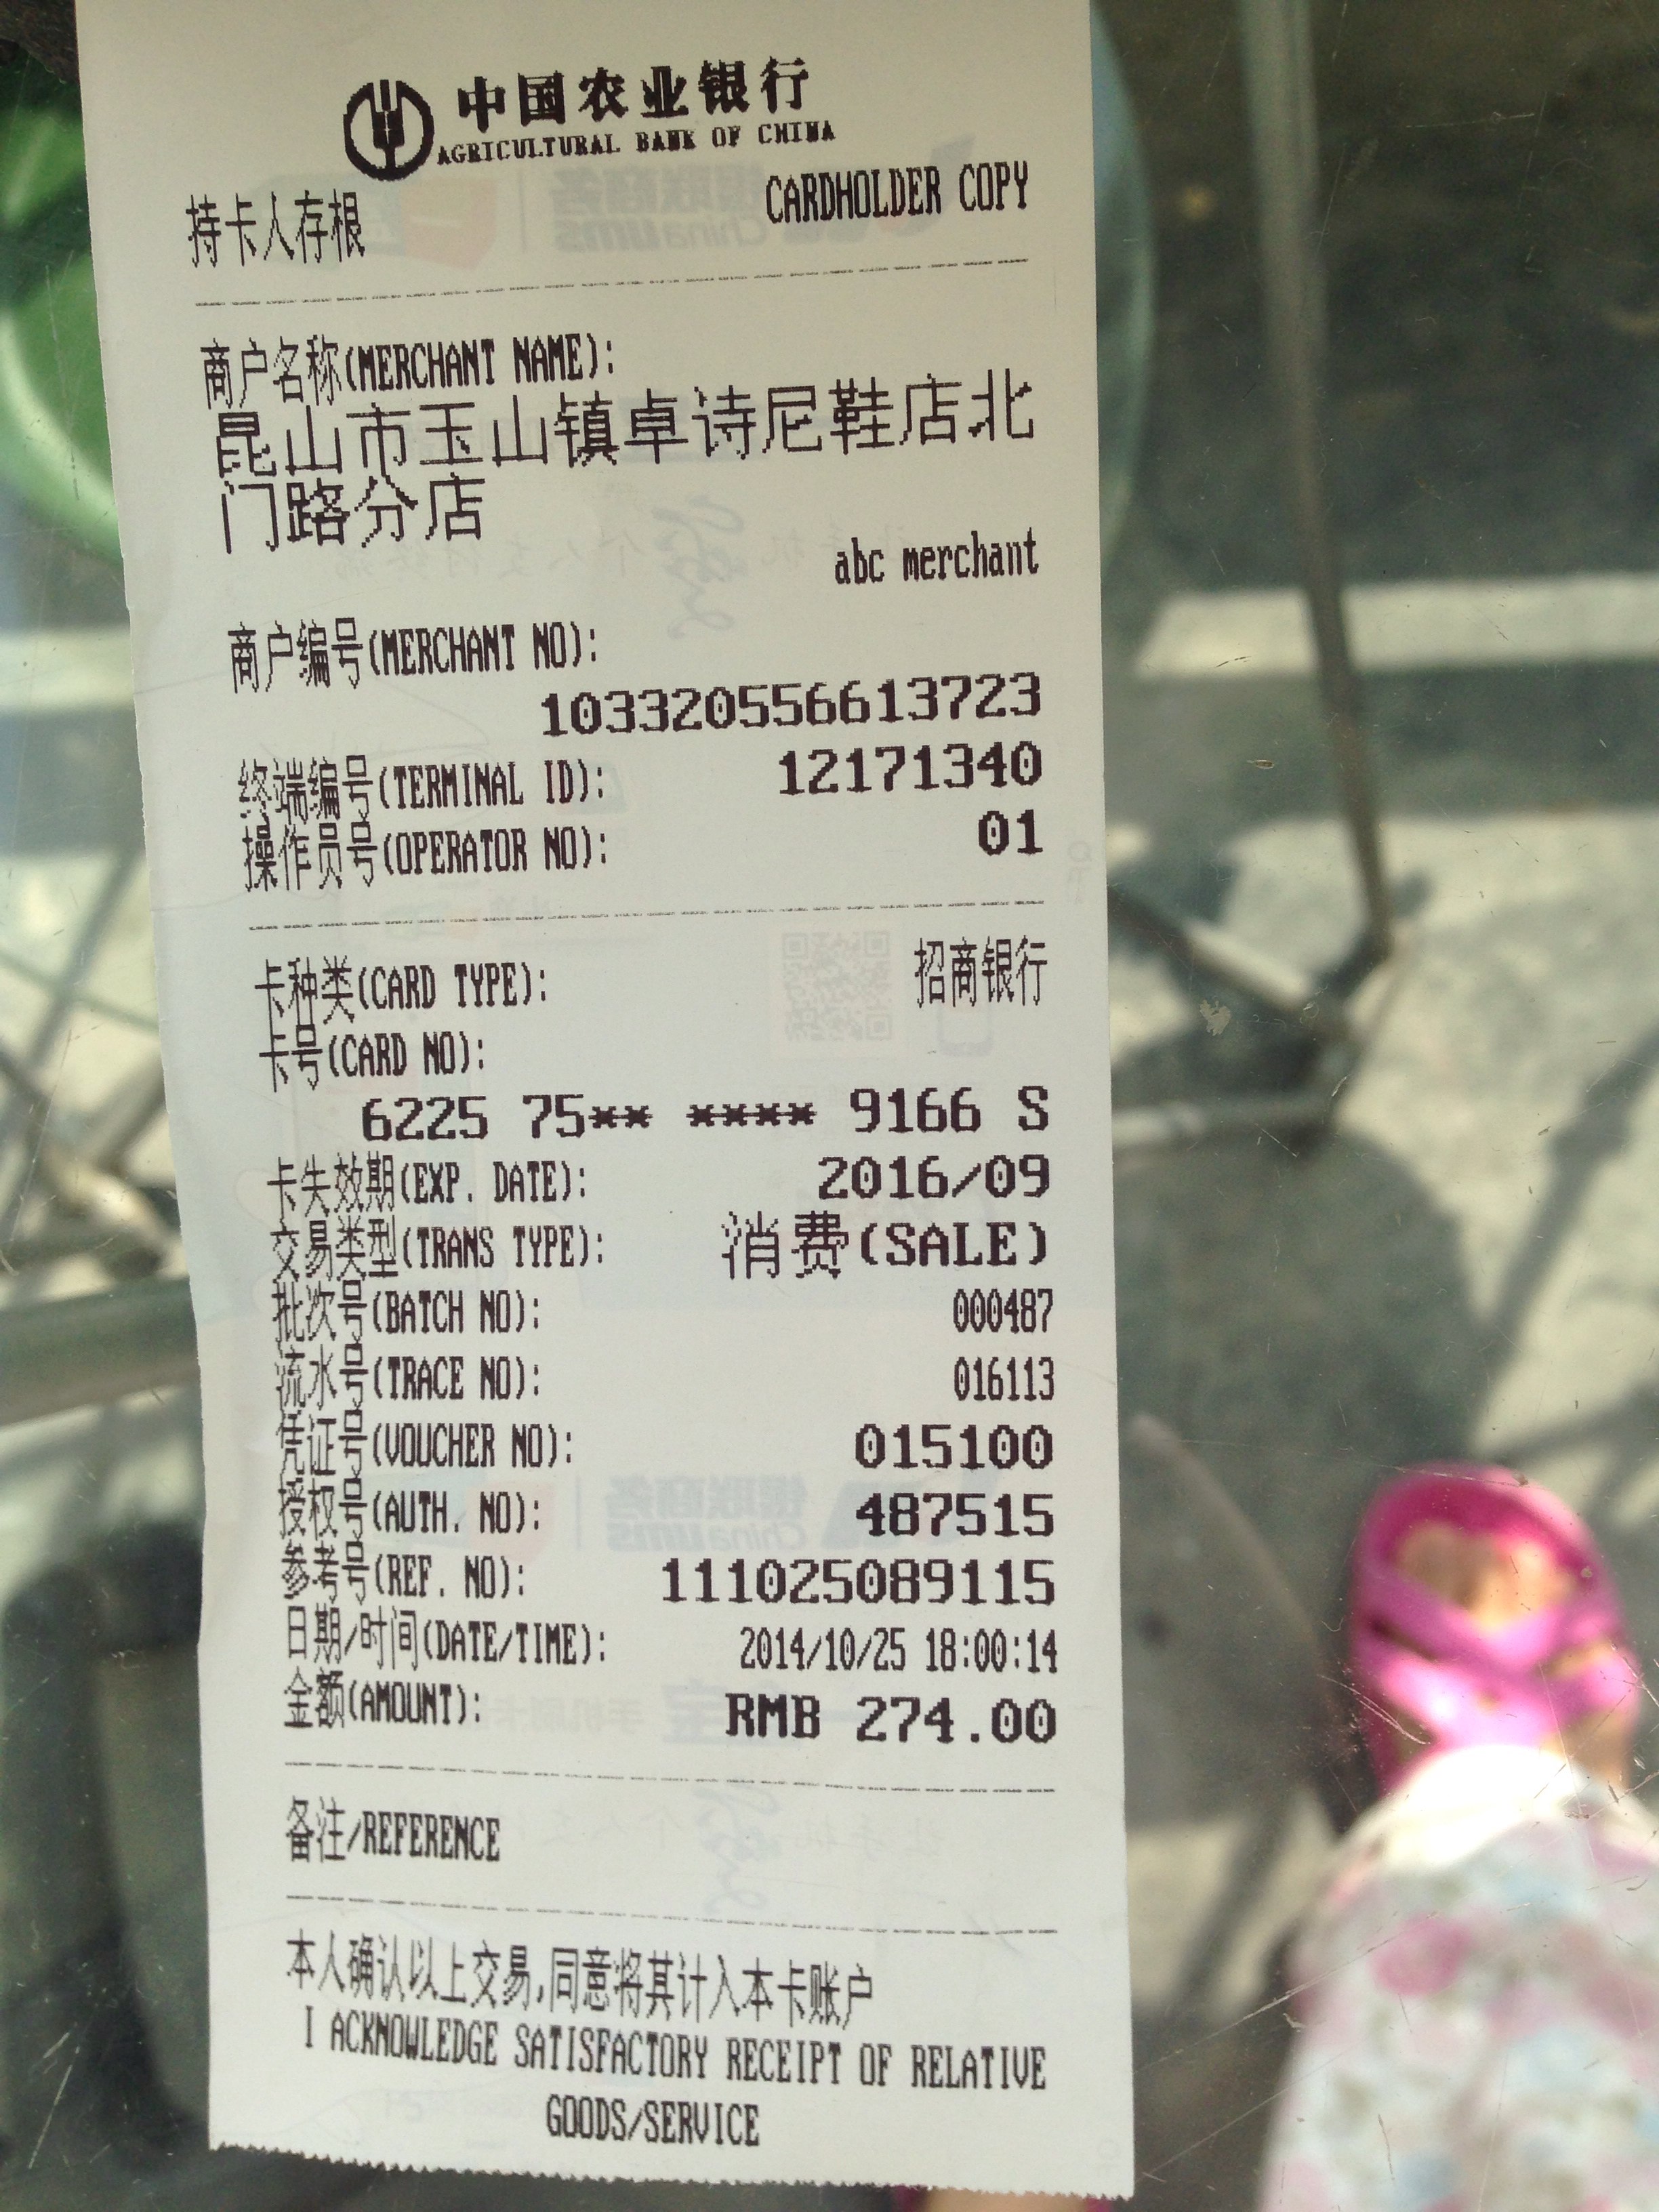 中国农业银行
AGRICULTURAL BANK OF CHINA
持卡人存根 CARDHOLDER COPY
商户名称(MERCHANT NAME):
昆山市玉山镇卓诗尼鞋店北
门路分店
abc merchant
商户编号(MERCHANT NO):
103320556613723
终端编号(TERMINAL ID): 12171340
操作员号(OPERATOR NO): 01
卡种类(CARD TYPE): 招商银行
卡号(CARD NO):
6225 75** **** 9166 S
卡失效期(EXP. DATE): 2016/09
交易类型(TRANS TYPE): 消费(SALE)
批次号(BATCH NO): 000487
流水号(TRACE NO): 016113
凭证号(VOUCHER NO): 015100
授权号(AUTH. NO): 487515
参考号(REF. NO): 111025089115
日期/时间(DATE/TIME): 2014/10/25 18:00:14
金额(AMOUNT): RMB 274.00
备注/REFERENCE
本人确认以上交易,同意将其计入本卡账户
I ACKNOWLEDGE SATISFACTORY RECEIPT OF RELATIVE
GOODS/SERVICE